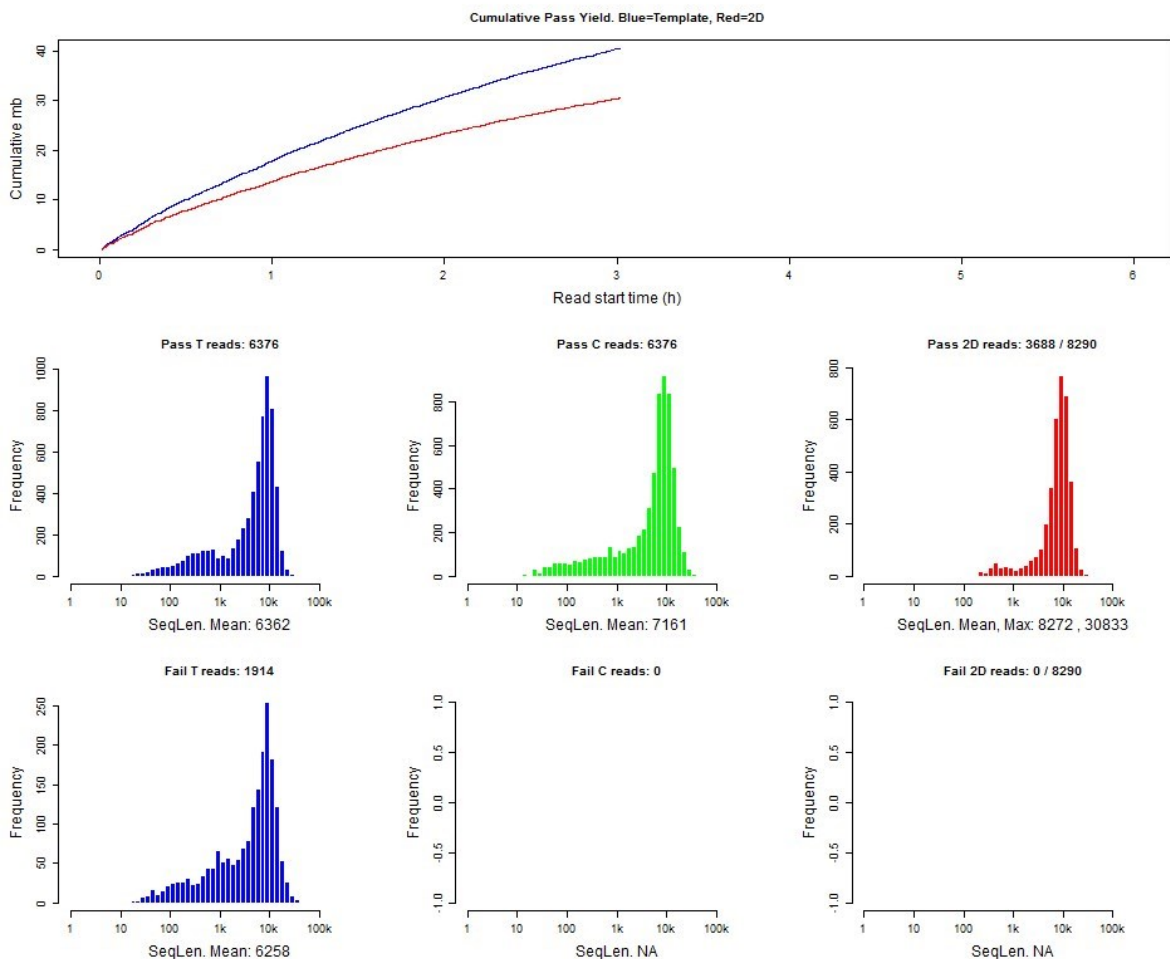 Cumulative Pass Yield. Blue=Template, Red=2D
Cumulative mb
40
30
20
10
0
0 1 2 3 4 5 6
Read start time (h)
Pass T reads: 6376
Frequency
1000
800
600
400
200
0
1 10 100 1k 10k 100k
SeqLen. Mean: 6362
Pass C reads: 6376
Frequency
800
600
400
200
0
1 10 100 1k 10k 100k
SeqLen. Mean: 7161
Pass 2D reads: 3688 / 8290
Frequency
800
600
400
200
0
1 10 100 1k 10k 100k
SeqLen. Mean, Max: 8272 , 30833
Fail T reads: 1914
Frequency
250
200
150
100
50
0
1 10 100 1k 10k 100k
SeqLen. Mean: 6258
Fail C reads: 0
Frequency
1.0
0.5
0.0
-0.5
-1.0
1 10 100 1k 10k 100k
SeqLen. NA
Fail 2D reads: 0 / 8290
Frequency
1.0
0.5
0.0
-0.5
-1.0
1 10 100 1k 10k 100k
SeqLen. NA